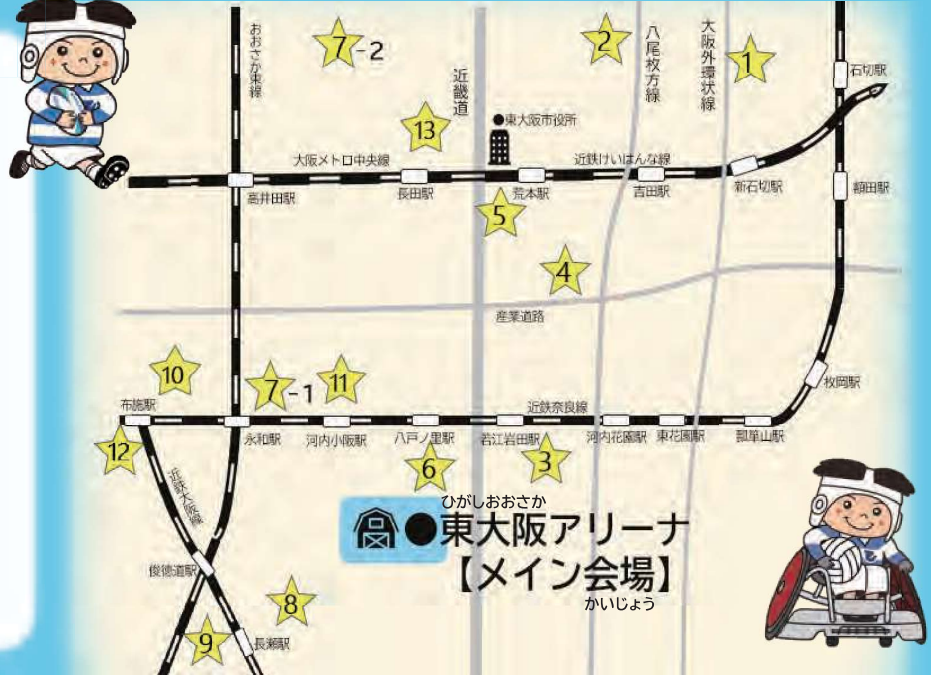 おおさか東線
7-2
近畿道
2
八尾枚方線
大阪外環状線
1
石切駅
13
●東大阪市役所
大阪メトロ中央線
近鉄けいはんな線
高井田駅
長田駅
荒本駅
吉田駅
新石切駅
額田駅
5
4
産業道路
10
7-1
11
枚岡駅
布施駅
近鉄奈良線
永和駅
河内小阪駅
八戸ノ里駅
若江岩田駅
河内花園駅
東花園駅
瓢箪山駅
12
6
3
近鉄大阪線
ひがしおおさか
●東大阪アリーナ
【メイン会場】
かいじょう
俊徳道駅
8
9
長瀬駅